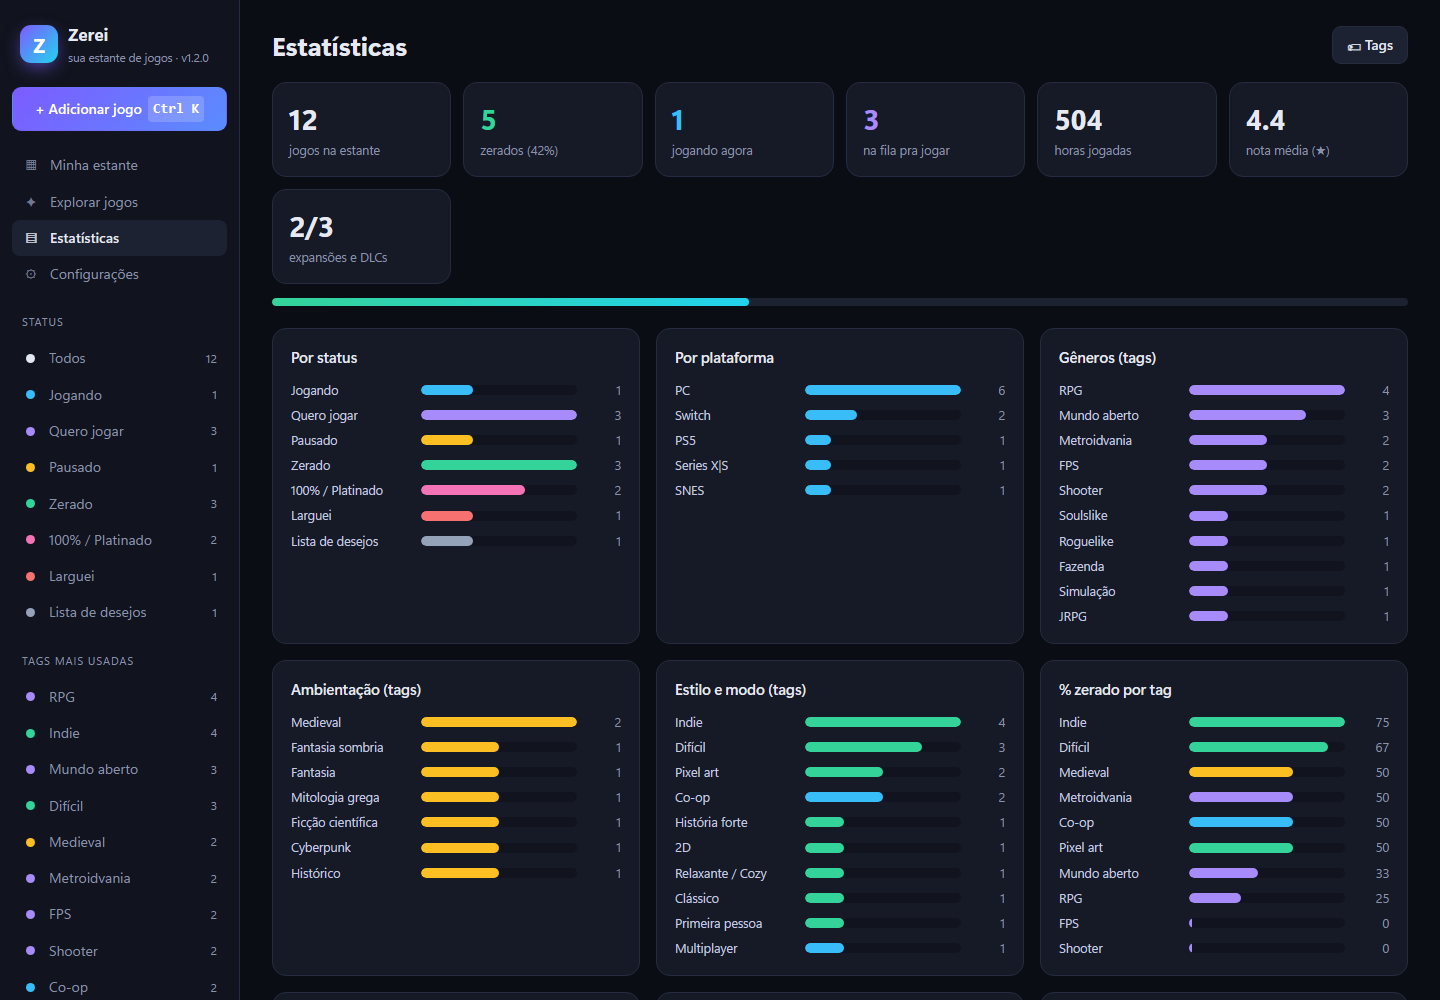 Z
Zerei
sua estante de jogos · v1.2.0
+ Adicionar jogo Ctrl K
Minha estante
Explorar jogos
Estatísticas
Configurações
STATUS
Todos 12
Jogando 1
Quero jogar 3
Pausado 1
Zerado 3
100% / Platinado 2
Larguei 1
Lista de desejos 1
TAGS MAIS USADAS
RPG 4
Indie 4
Mundo aberto 3
Difícil 3
Medieval 2
Metroidvania 2
FPS 2
Shooter 2
Co-op 2
Estatísticas
Tags
12
jogos na estante
5
zerados (42%)
1
jogando agora
3
na fila pra jogar
504
horas jogadas
4.4
nota média (★)
2/3
expansões e DLCs
Por status
Jogando 1
Quero jogar 3
Pausado 1
Zerado 3
100% / Platinado 2
Larguei 1
Lista de desejos 1
Por plataforma
PC 6
Switch 2
PS5 1
Series X|S 1
SNES 1
Gêneros (tags)
RPG 4
Mundo aberto 3
Metroidvania 2
FPS 2
Shooter 2
Soulslike 1
Roguelike 1
Fazenda 1
Simulação 1
JRPG 1
Ambientação (tags)
Medieval 2
Fantasia sombria 1
Fantasia 1
Mitologia grega 1
Ficção científica 1
Cyberpunk 1
Histórico 1
Estilo e modo (tags)
Indie 4
Difícil 3
Pixel art 2
Co-op 2
História forte 1
2D 1
Relaxante / Cozy 1
Clássico 1
Primeira pessoa 1
Multiplayer 1
% zerado por tag
Indie 75
Difícil 67
Medieval 50
Metroidvania 50
Co-op 50
Pixel art 50
Mundo aberto 33
RPG 25
FPS 0
Shooter 0